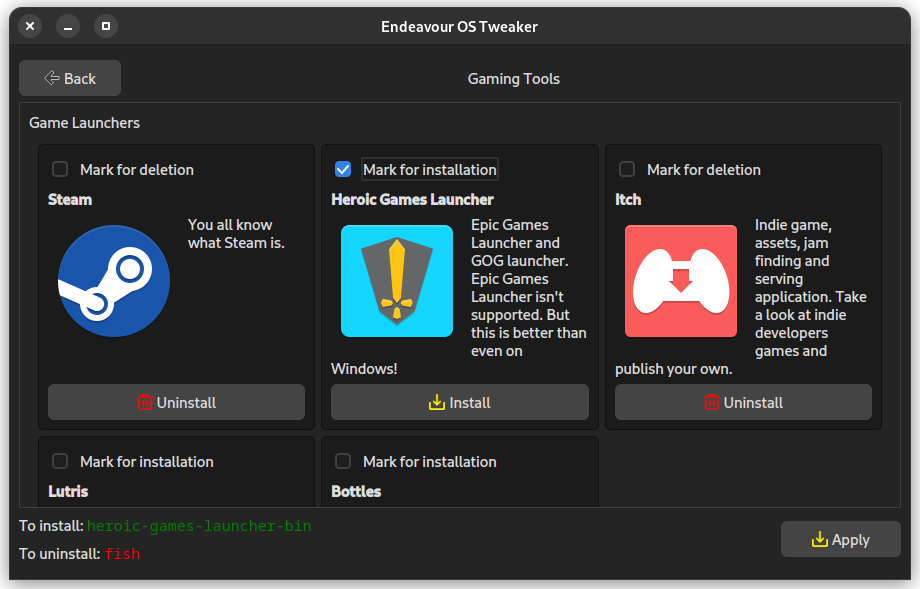 Endeavour OS Tweaker
Back
Gaming Tools
Game Launchers
Mark for deletion
Steam
You all know
what Steam is.
Uninstall
Mark for installation
Heroic Games Launcher
Epic Games
Launcher and
GOG launcher.
Epic Games
Launcher isn't
supported. But
this is better than
even on
Windows!
Install
Mark for deletion
Itch
Indie game,
assets, jam
finding and
serving
application. Take
a look at indie
developers
games and
publish your own.
Uninstall
Mark for installation
Lutris
Mark for installation
Bottles
To install: heroic-games-launcher-bin
To uninstall: fish
Apply